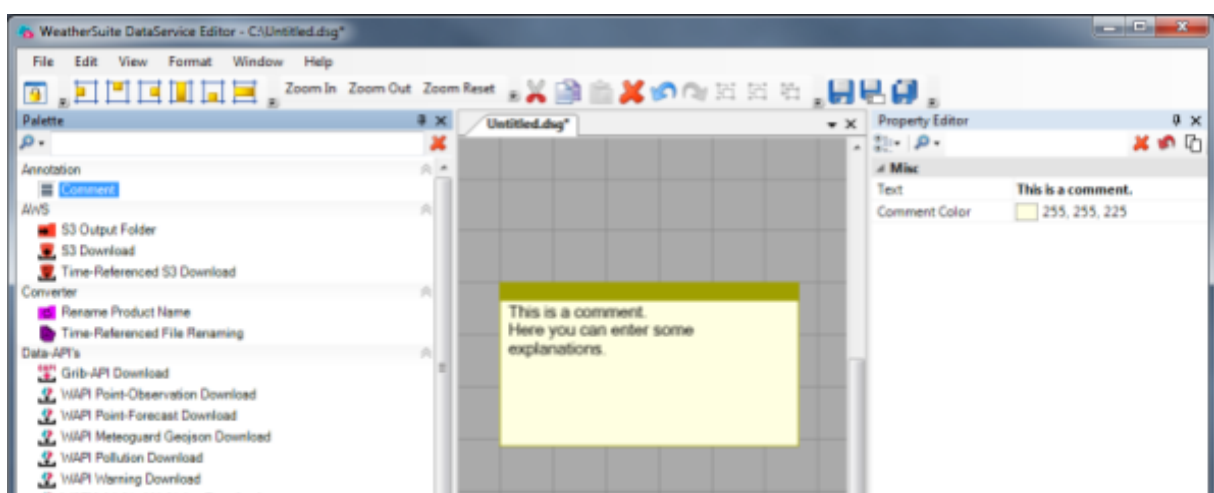 WeatherSuite DataService Editor - C:\Untitled.dsg*
File Edit View Format Window Help
Zoom In Zoom Out Zoom Reset
Palette
Untitled.dsg*
Property Editor
Annotation
Comment
AWS
S3 Output Folder
S3 Download
Time-Referenced S3 Download
Converter
Rename Product Name
Time-Referenced File Renaming
Data-API's
Grib-API Download
WAPI Point-Observation Download
WAPI Point-Forecast Download
WAPI Meteoguard Geojson Download
WAPI Pollution Download
WAPI Warning Download
This is a comment.
Here you can enter some
explanations.
Misc
Text This is a comment.
Comment Color 255, 255, 225